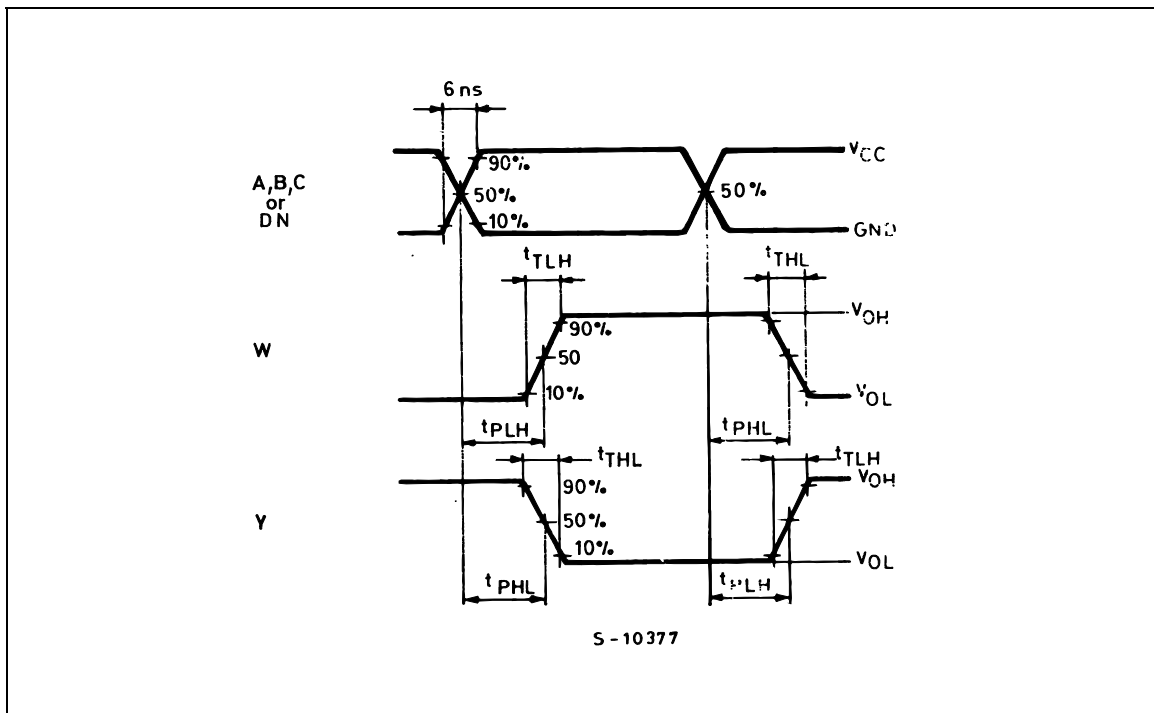 6 ns
A,B,C
or
DN
90%
50%
10%
50%
VCC
GND
tTLH
tTHL
W
90%
50
10%
VOH
VOL
tPLH
tPHL
tTHL
tTLH
Y
90%
50%
10%
VOH
VOL
tPHL
tPLH
S-10377